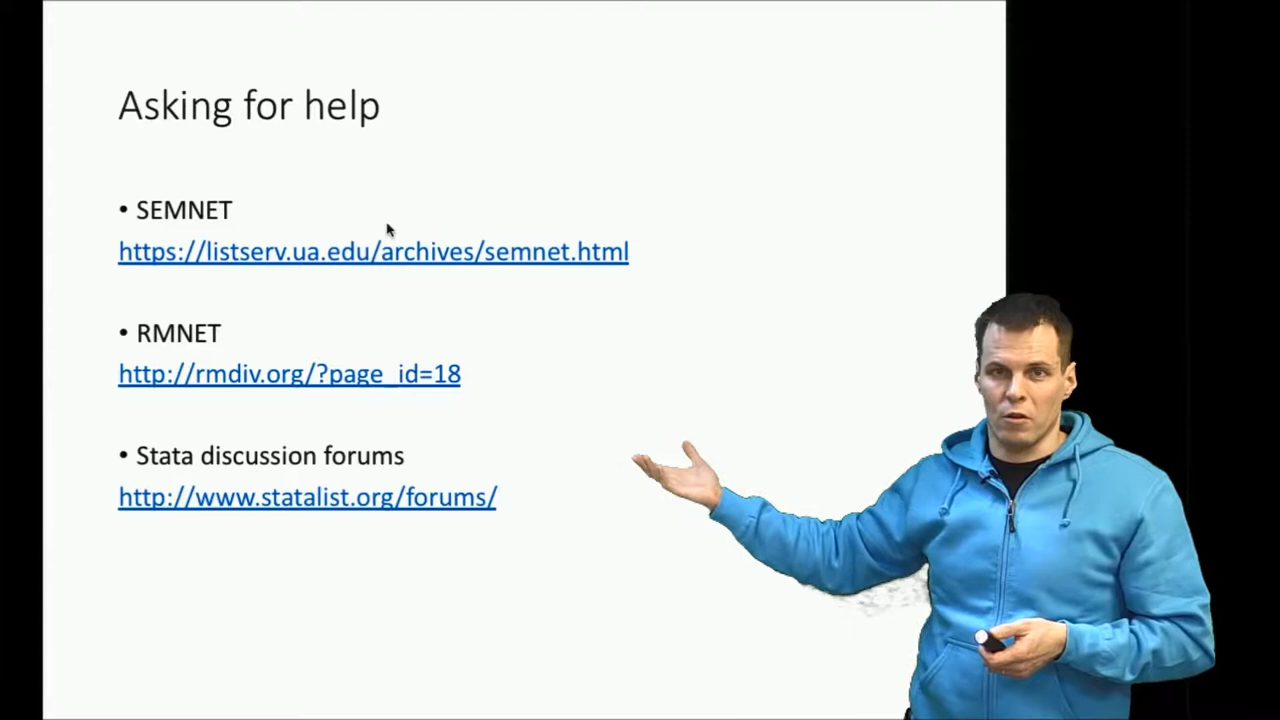 Asking for help
• SEMNET
https://listserv.ua.edu/archives/semnet.html
• RMNET
http://rmdiv.org/?page_id=18
• Stata discussion forums
http://www.statalist.org/forums/